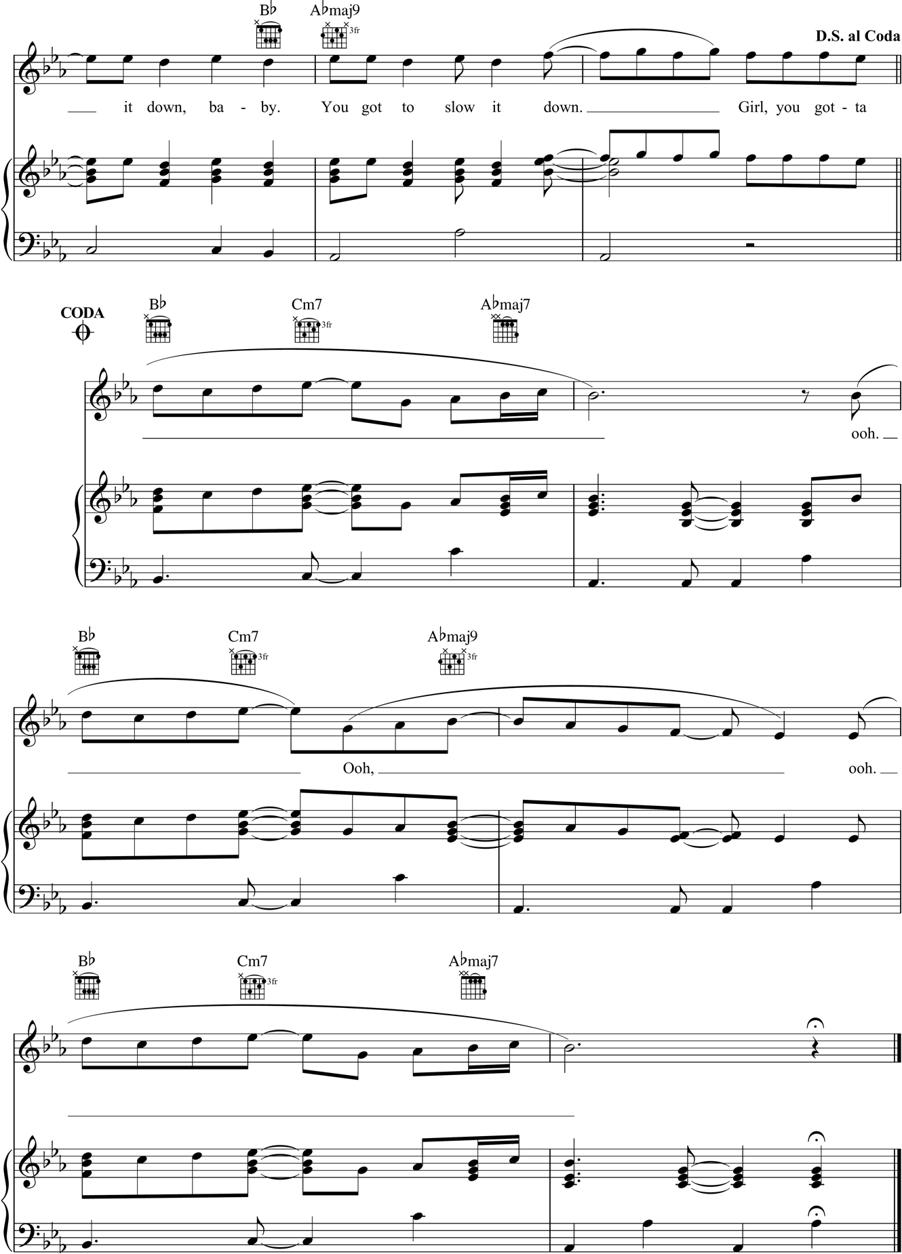 B♭ A♭maj9
3fr
D.S. al Coda
it down, ba - by. You got to slow it down. Girl, you got - ta
CODA
B♭ Cm7 A♭maj7
3fr
ooh.
B♭ Cm7 A♭maj9
3fr 3fr
Ooh, ooh.
B♭ Cm7 A♭maj7
3fr